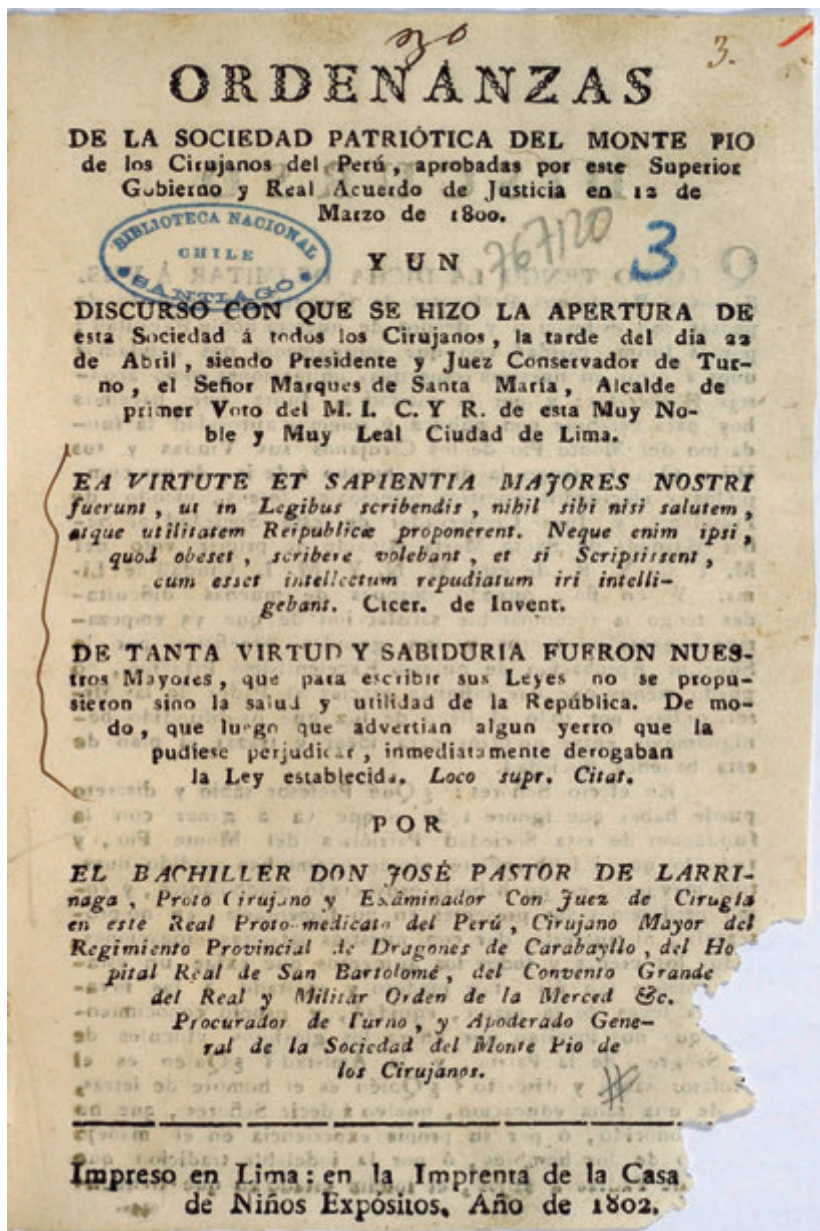 30
3.
ORDENANZAS
DE LA SOCIEDAD PATRIÓTICA DEL MONTE PIO
de los Cirujanos del Perú, aprobadas por este Superior
Gobierno y Real Acuerdo de Justicia en 12 de
Marzo de 1800.
BIBLIOTECA NACIONAL
CHILE
SANTIAGO
767120
3
Y UN
DISCURSO CON QUE SE HIZO LA APERTURA DE
esta Sociedad á todos los Cirujanos, la tarde del dia 22
de Abril, siendo Presidente y Juez Conservador de Tur-
no, el Señor Marques de Santa María, Alcalde de
primer Voto del M. I. C. Y R. de esta Muy No-
ble y Muy Leal Ciudad de Lima.
EA VIRTUTE ET SAPIENTIA MAJORES NOSTRI
fuerunt, ut in Legibus scribendis, nihil sibi nisi salutem,
atque utilitatem Reipublicæ proponerent. Neque enim ipsi,
quod obeset, scribere volebant, et si Scripsissent,
cum esset intellectum repudiatum iri intelli-
gebant. Cicer. de Invent.
DE TANTA VIRTUD Y SABIDURIA FUERON NUES-
tros Mayores, que para escribir sus Leyes no se propu-
sieron sino la salud y utilidad de la República. De mo-
do, que luego que advertian algun yerro que la
pudiese perjudicar, inmediatamente derogaban
la Ley establecida. Loco supr. Citat.
POR
EL BACHILLER DON JOSÉ PASTOR DE LARRI-
naga, Proto Cirujano y Examinador Con Juez de Cirugía
en este Real Proto-medicato del Perú, Cirujano Mayor del
Regimiento Provincial de Dragones de Carabayllo, del Ho
pital Real de San Bartolomé, del Convento Grande
del Real y Militár Orden de la Merced &c.
Procurador de Turno, y Apoderado Gene-
ral de la Sociedad del Monte Pio de
los Cirujanos.
#
Impreso en Lima: en la Imprenta de la Casa
de Niños Expósitos. Año de 1802.